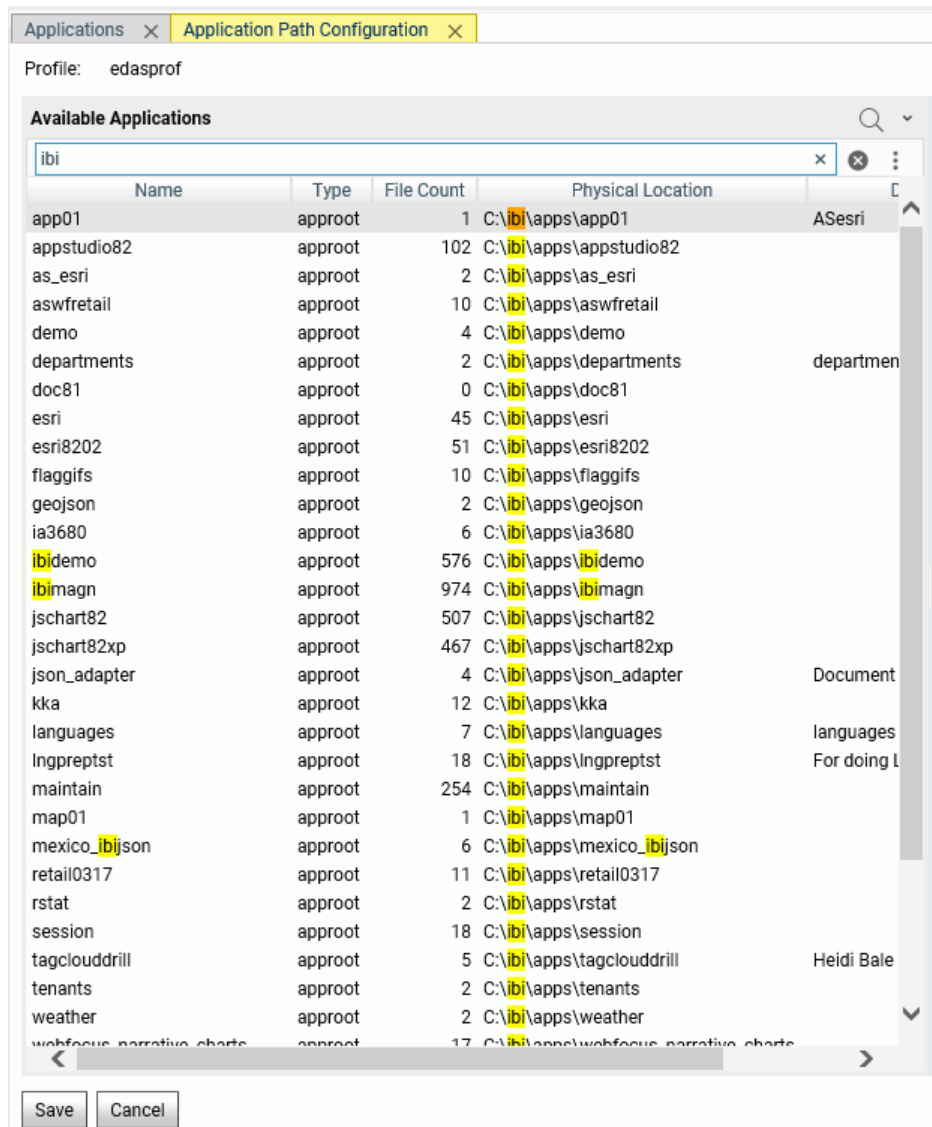 Applications × Application Path Configuration ×
Profile: edasprof
Available Applications
ibi
Name Type File Count Physical Location D
app01 approot 1 C:\ibi\apps\app01 ASesri
appstudio82 approot 102 C:\ibi\apps\appstudio82
as_esri approot 2 C:\ibi\apps\as_esri
aswfretail approot 10 C:\ibi\apps\aswfretail
demo approot 4 C:\ibi\apps\demo
departments approot 2 C:\ibi\apps\departments departmen
doc81 approot 0 C:\ibi\apps\doc81
esri approot 45 C:\ibi\apps\esri
esri8202 approot 51 C:\ibi\apps\esri8202
flaggifs approot 10 C:\ibi\apps\flaggifs
geojson approot 2 C:\ibi\apps\geojson
ia3680 approot 6 C:\ibi\apps\ia3680
ibidemo approot 576 C:\ibi\apps\ibidemo
ibimagn approot 974 C:\ibi\apps\ibimagn
jschart82 approot 507 C:\ibi\apps\jschart82
jschart82xp approot 467 C:\ibi\apps\jschart82xp
json_adapter approot 4 C:\ibi\apps\json_adapter Document
kka approot 12 C:\ibi\apps\kka
languages approot 7 C:\ibi\apps\languages languages
lngpreptst approot 18 C:\ibi\apps\lngpreptst For doing L
maintain approot 254 C:\ibi\apps\maintain
map01 approot 1 C:\ibi\apps\map01
mexico_ibijson approot 6 C:\ibi\apps\mexico_ibijson
retail0317 approot 11 C:\ibi\apps\retail0317
rstat approot 2 C:\ibi\apps\rstat
session approot 18 C:\ibi\apps\session
tagclouddrill approot 5 C:\ibi\apps\tagclouddrill Heidi Bale
tenants approot 2 C:\ibi\apps\tenants
weather approot 2 C:\ibi\apps\weather
webfocus_narrative_charts approot 17 C:\ibi\apps\webfocus_narrative_charts
Save Cancel